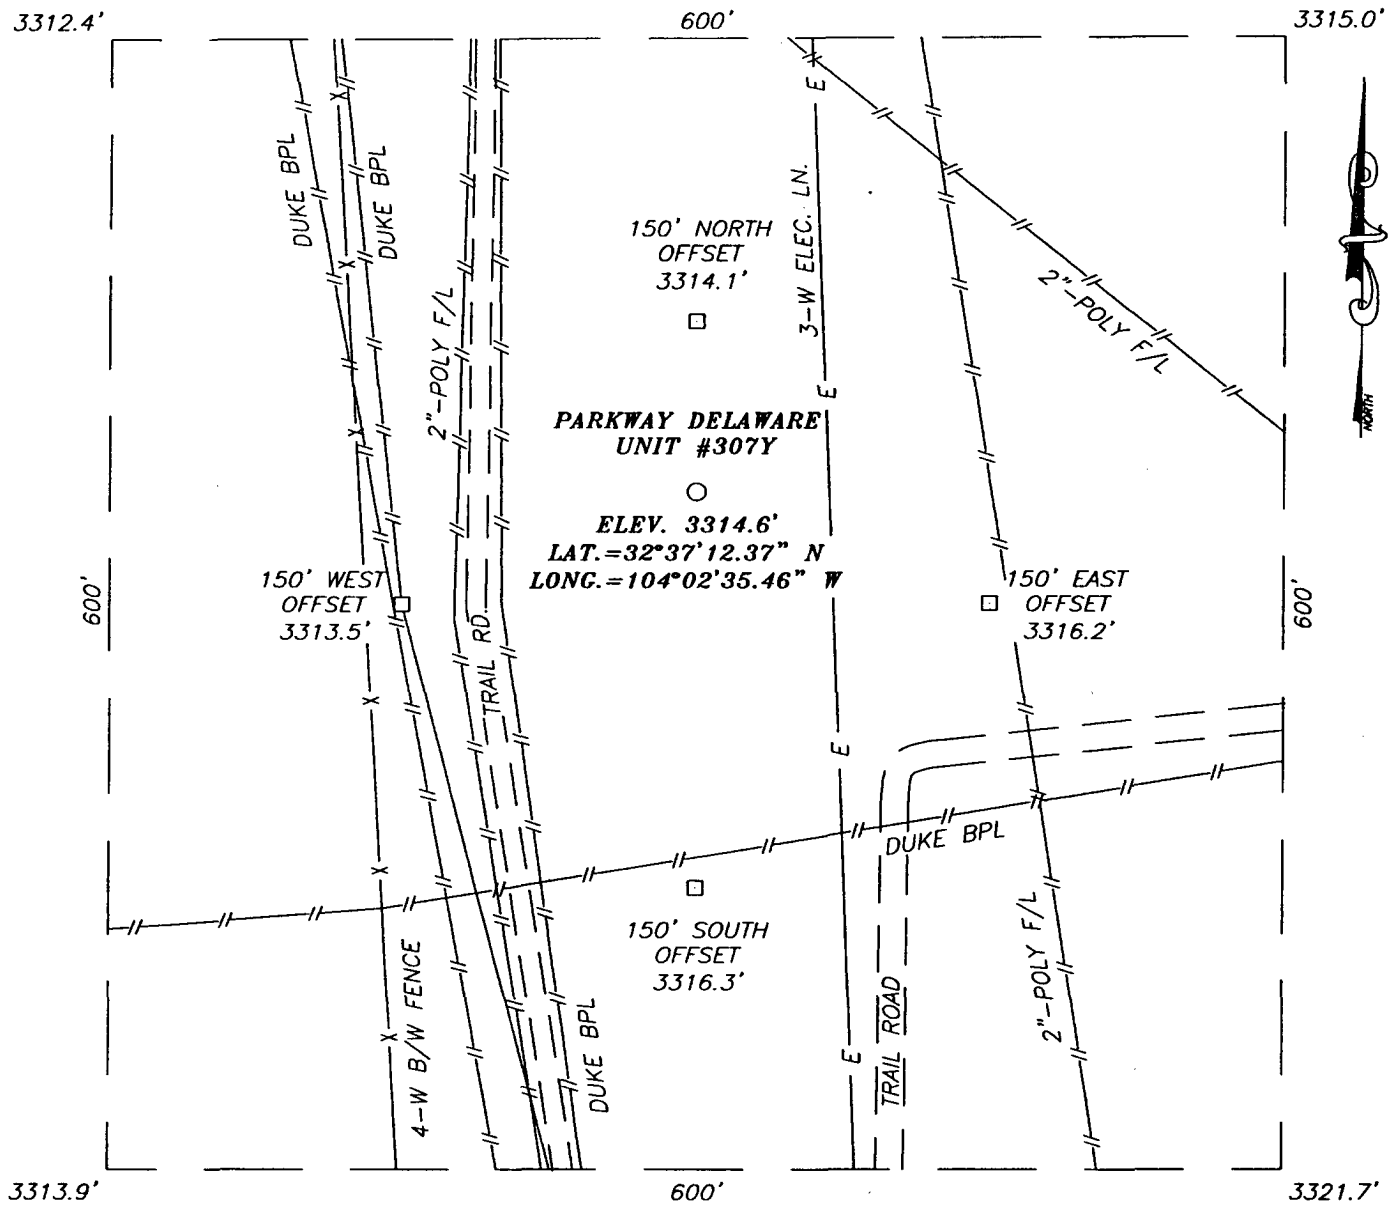 3312.4'
600'
3315.0'
DUKE BPL
DUKE BPL
2"-POLY F/L
150' NORTH
OFFSET
3314.1'
E
3-W ELEC. LN.
E
2"-POLY F/L
NORTH
X
X
X
PARKWAY DELAWARE
UNIT #307Y
ELEV. 3314.6'
LAT.=32°37'12.37" N
LONG.=104°02'35.46" W
600'
150' WEST
OFFSET
3313.5'
TRAIL RD.
150' EAST
OFFSET
3316.2'
600'
X
E
DUKE BPL
X
150' SOUTH
OFFSET
3316.3'
X
4-W B/W FENCE
DUKE BPL
E
TRAIL ROAD
2"-POLY F/L
3313.9'
600'
3321.7'